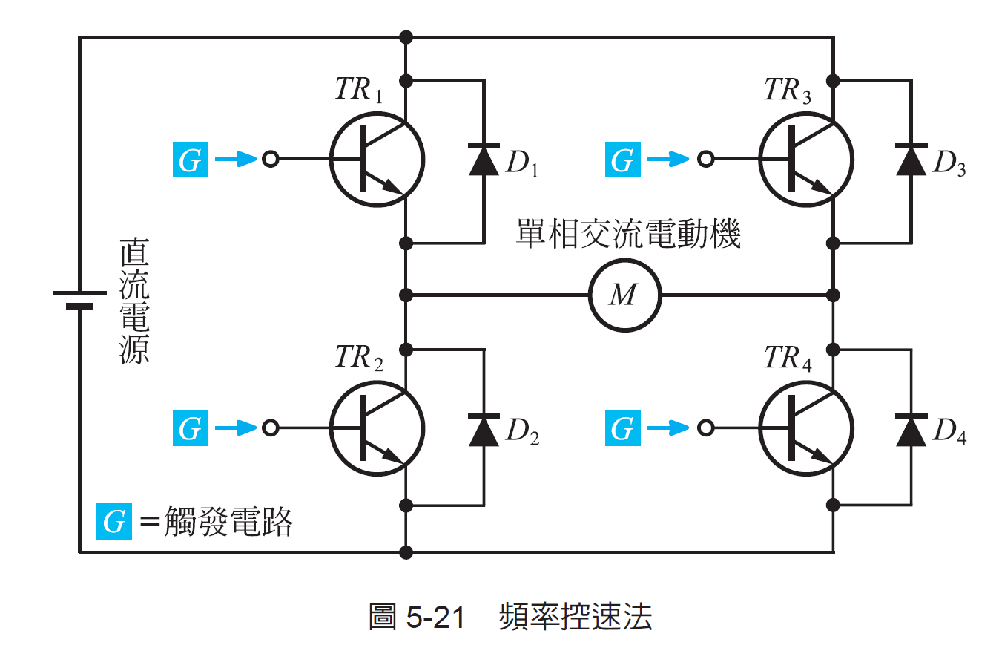 TR1
TR3
G
D1
G
D3
單相交流電動機
直流電源
M
TR2
TR4
G
D2
G
D4
G=觸發電路
圖 5-21 頻率控速法